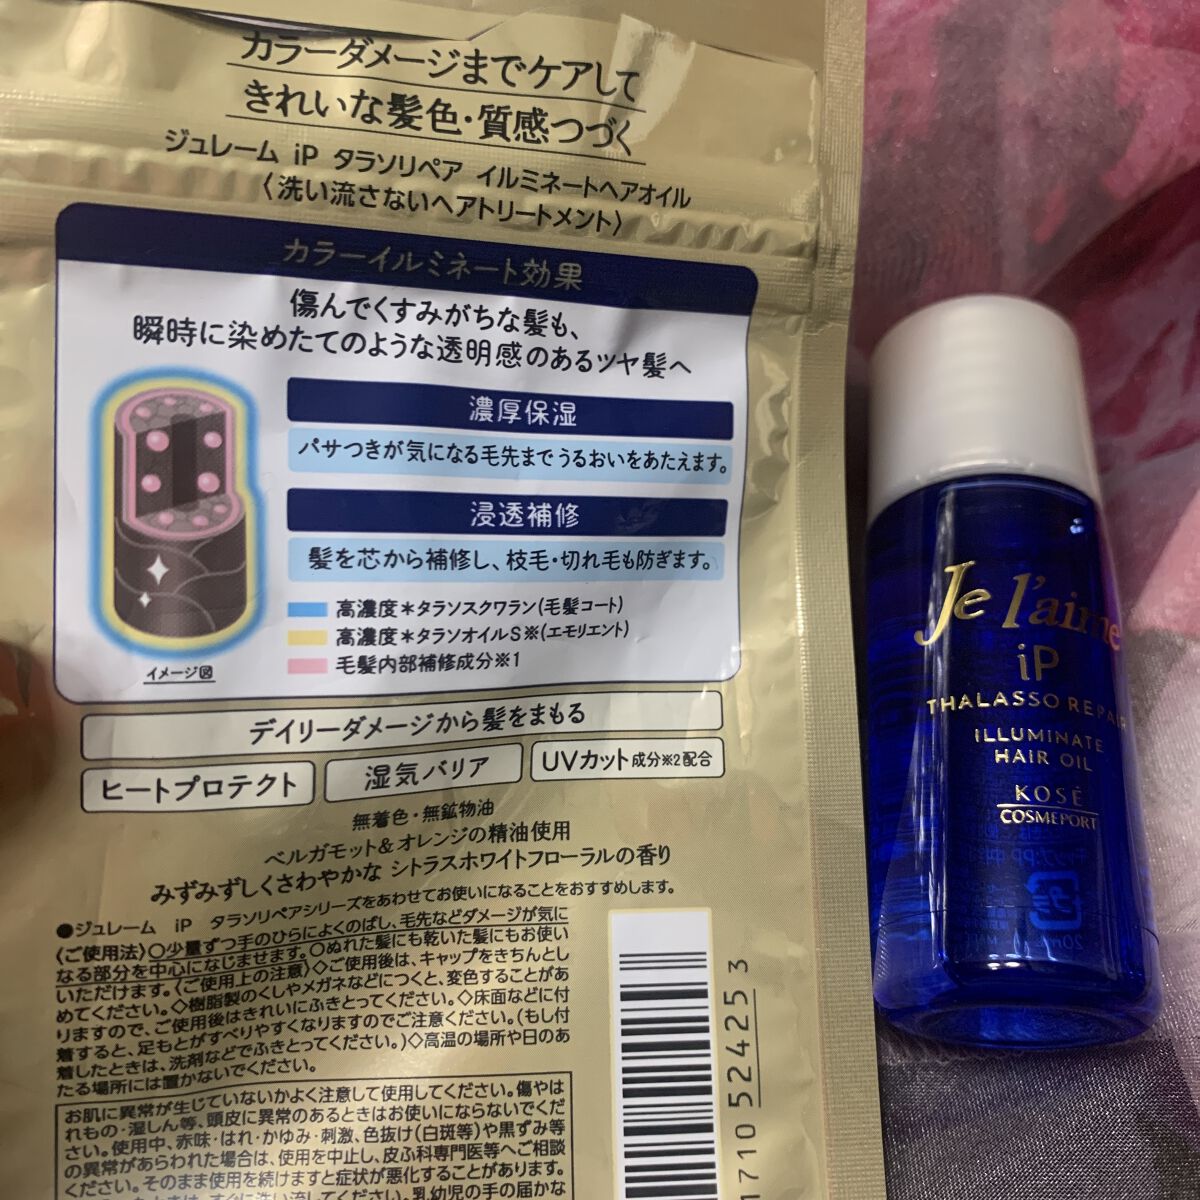 カラーダメージまでケアして
きれいな髪色・質感つづく
ジュレーム iP タラソリペア イルミネートヘアオイル
〈洗い流さないヘアトリートメント〉
カラーイルミネート効果
傷んでくすみがちな髪も、
瞬時に染めたてのような透明感のあるツヤ髪へ
濃厚保湿
パサつきが気になる毛先までうるおいをあたえます。
浸透補修
髪を芯から補修し、枝毛・切れ毛も防ぎます。
高濃度＊タラソスクワラン(毛髪コート)
高濃度＊タラソオイルS※(エモリエント)
毛髪内部補修成分※1
イメージ図
デイリーダメージから髪をまもる
ヒートプロテクト
湿気バリア
UVカット成分※2配合
無着色・無鉱物油
ベルガモット&オレンジの精油使用
みずみずしくさわやかな シトラスホワイトフローラルの香り
●ジュレーム iP タラソリペアシリーズをあわせてお使いになることをおすすめします。
〈ご使用法〉○少量ずつ手のひらによくのばし、毛先などダメージが気に
なる部分を中心になじませます。○ぬれた髪にも乾いた髪にもお使い
いただけます。〈ご使用上の注意〉◇ご使用後は、キャップをきちんとし
めてください。◇樹脂製のくしやメガネなどにつくと、変色することがあ
りますので、ご使用後はきれいにふきとってください。◇床面などに付
着すると、足もとがすべりやすくなりますのでご注意ください。(もし付
着したときは、洗剤などでふきとってください。)◇高温の場所や日のあ
たる場所には置かないでください。
お肌に異常が生じていないかよく注意して使用してください。傷やは
れもの・湿しん等、頭皮に異常のあるときはお使いにならないでくだ
さい。使用中、赤味・はれ・かゆみ・刺激、色抜け(白斑等)や黒ずみ等
の異常があらわれた場合は、使用を中止し、皮ふ科専門医等へご相談
ください。そのまま使用を続けますと症状が悪化することがあります。
1710 524253
Je l'aime
iP
THALASSO REPAIR
ILLUMINATE
HAIR OIL
KOSÉ
COSMEPORT